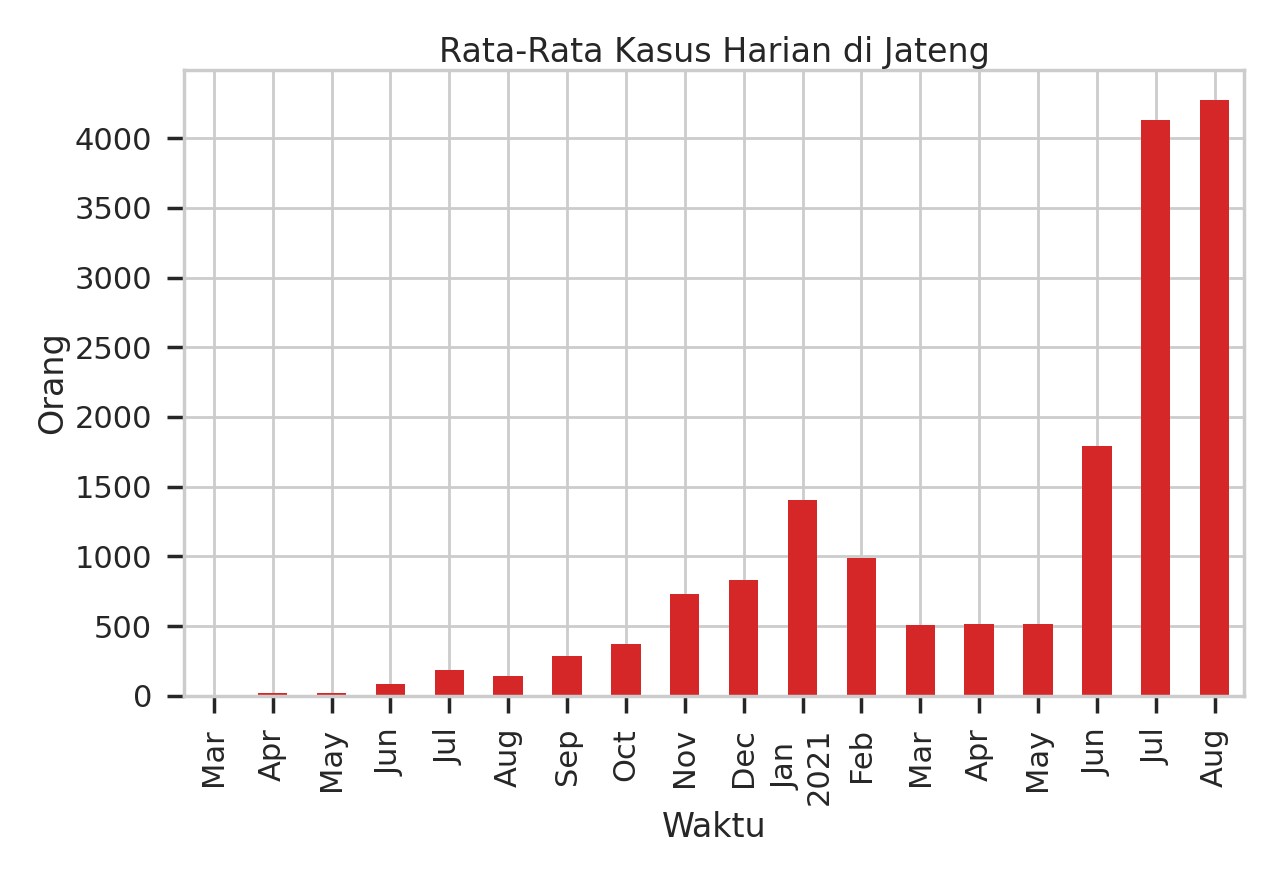 Rata-Rata Kasus Harian di Jateng
Orang
4000
3500
3000
2500
2000
1500
1000
500
0
Mar
Apr
May
Jun
Jul
Aug
Sep
Oct
Nov
Dec
Jan
2021
Feb
Mar
Apr
May
Jun
Jul
Aug
Waktu